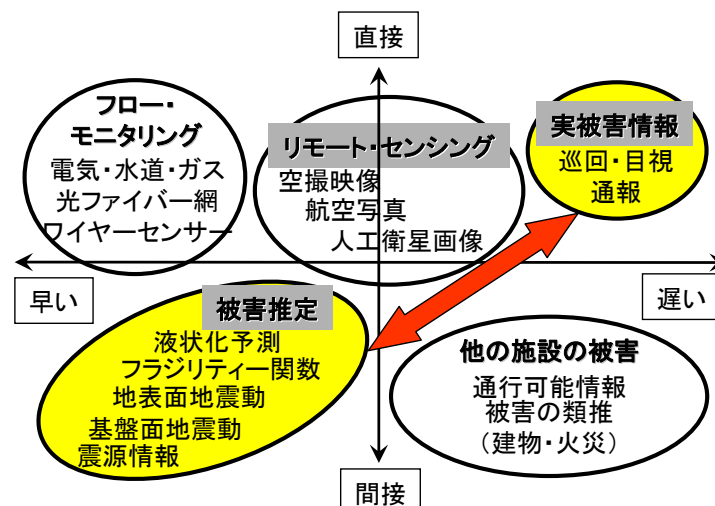 直接
フロー・
モニタリング
電気・水道・ガス
光ファイバー網
ワイヤーセンサー
リモート・センシング
空撮映像
航空写真
人工衛星画像
実被害情報
巡回・目視
通報
早い
遅い
被害推定
液状化予測
フラジリティー関数
地表面地震動
基盤面地震動
震源情報
他の施設の被害
通行可能情報
被害の類推
（建物・火災）
間接